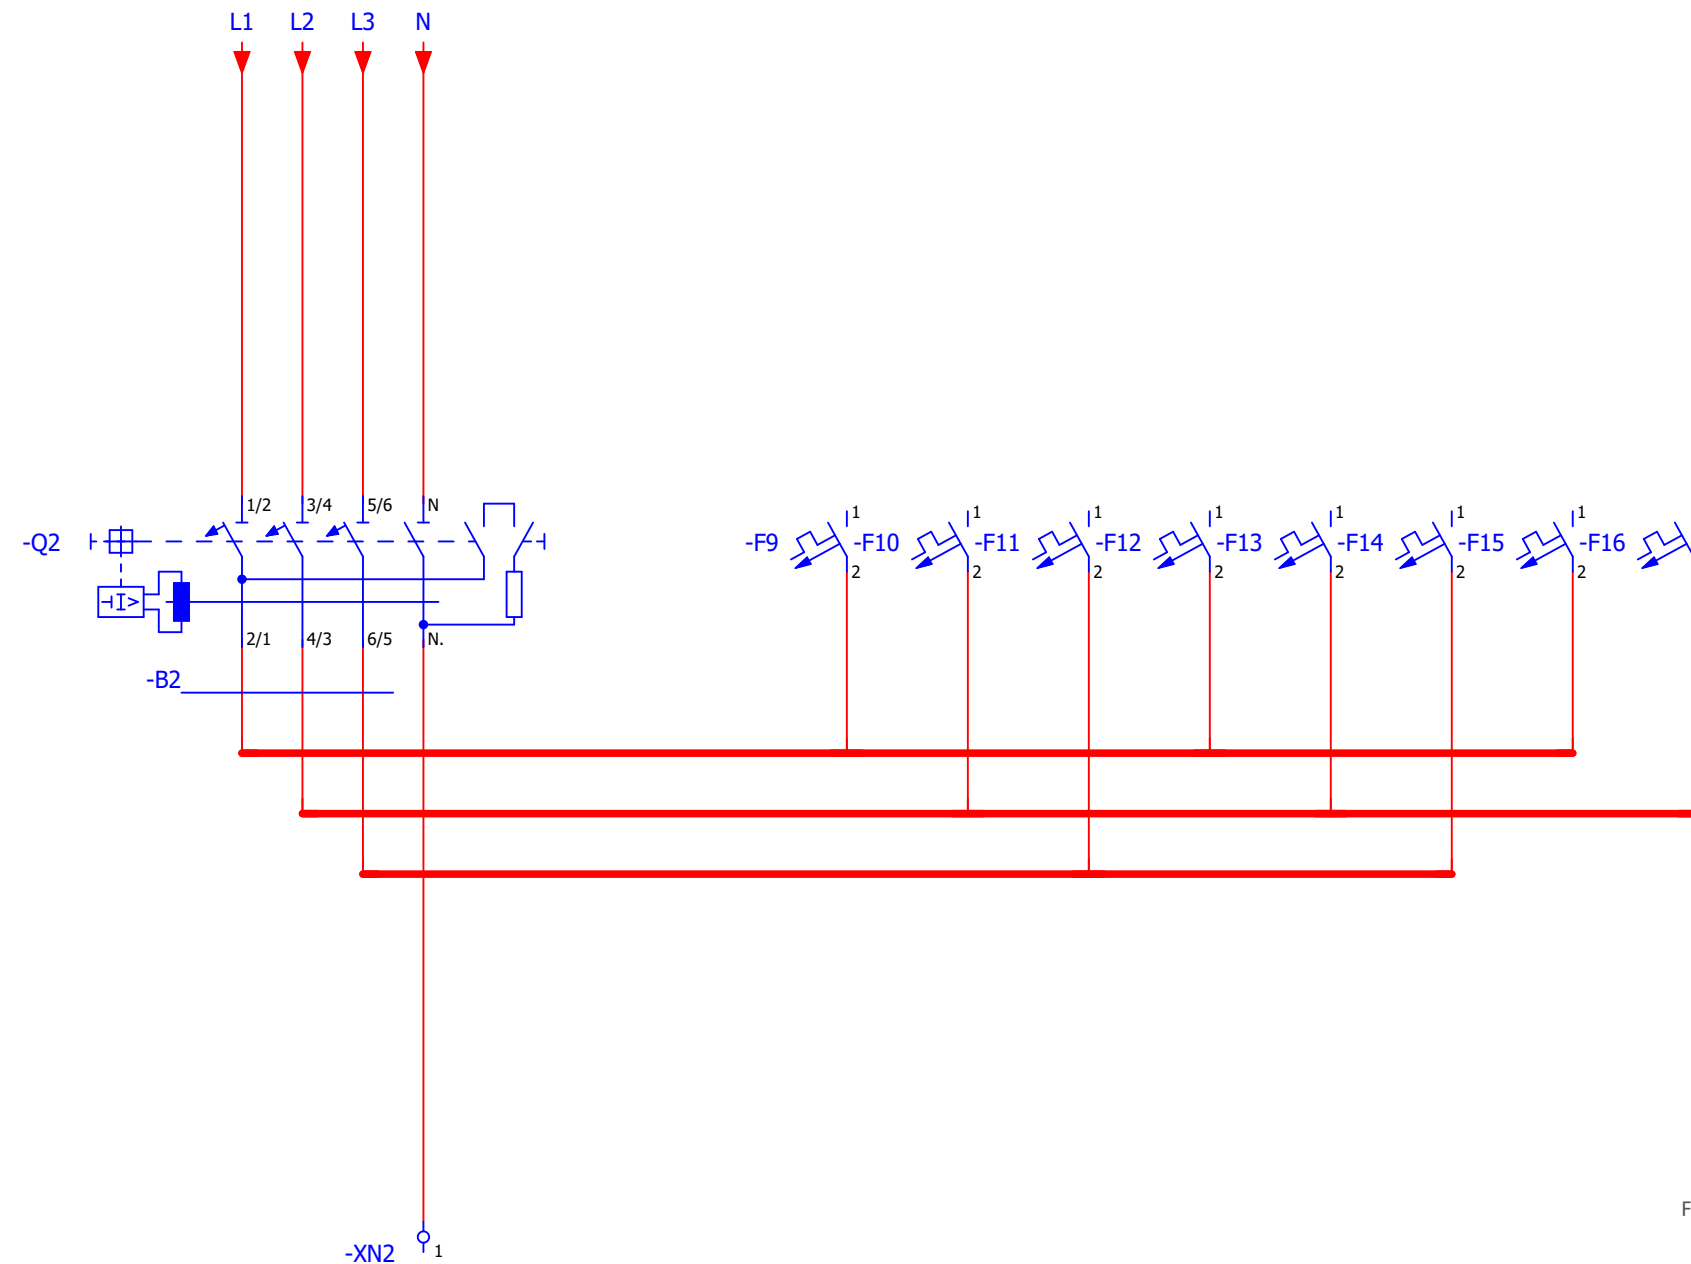 L1 L2 L3 N
1/2 3/4 5/6 N
1 1 1 1 1 1 1
-Q2 -F9 -F10 -F11 -F12 -F13 -F14 -F15 -F16
2 2 2 2 2 2 2
-I>
2/1 4/3 6/5 N.
-B2
F
-XN2 1